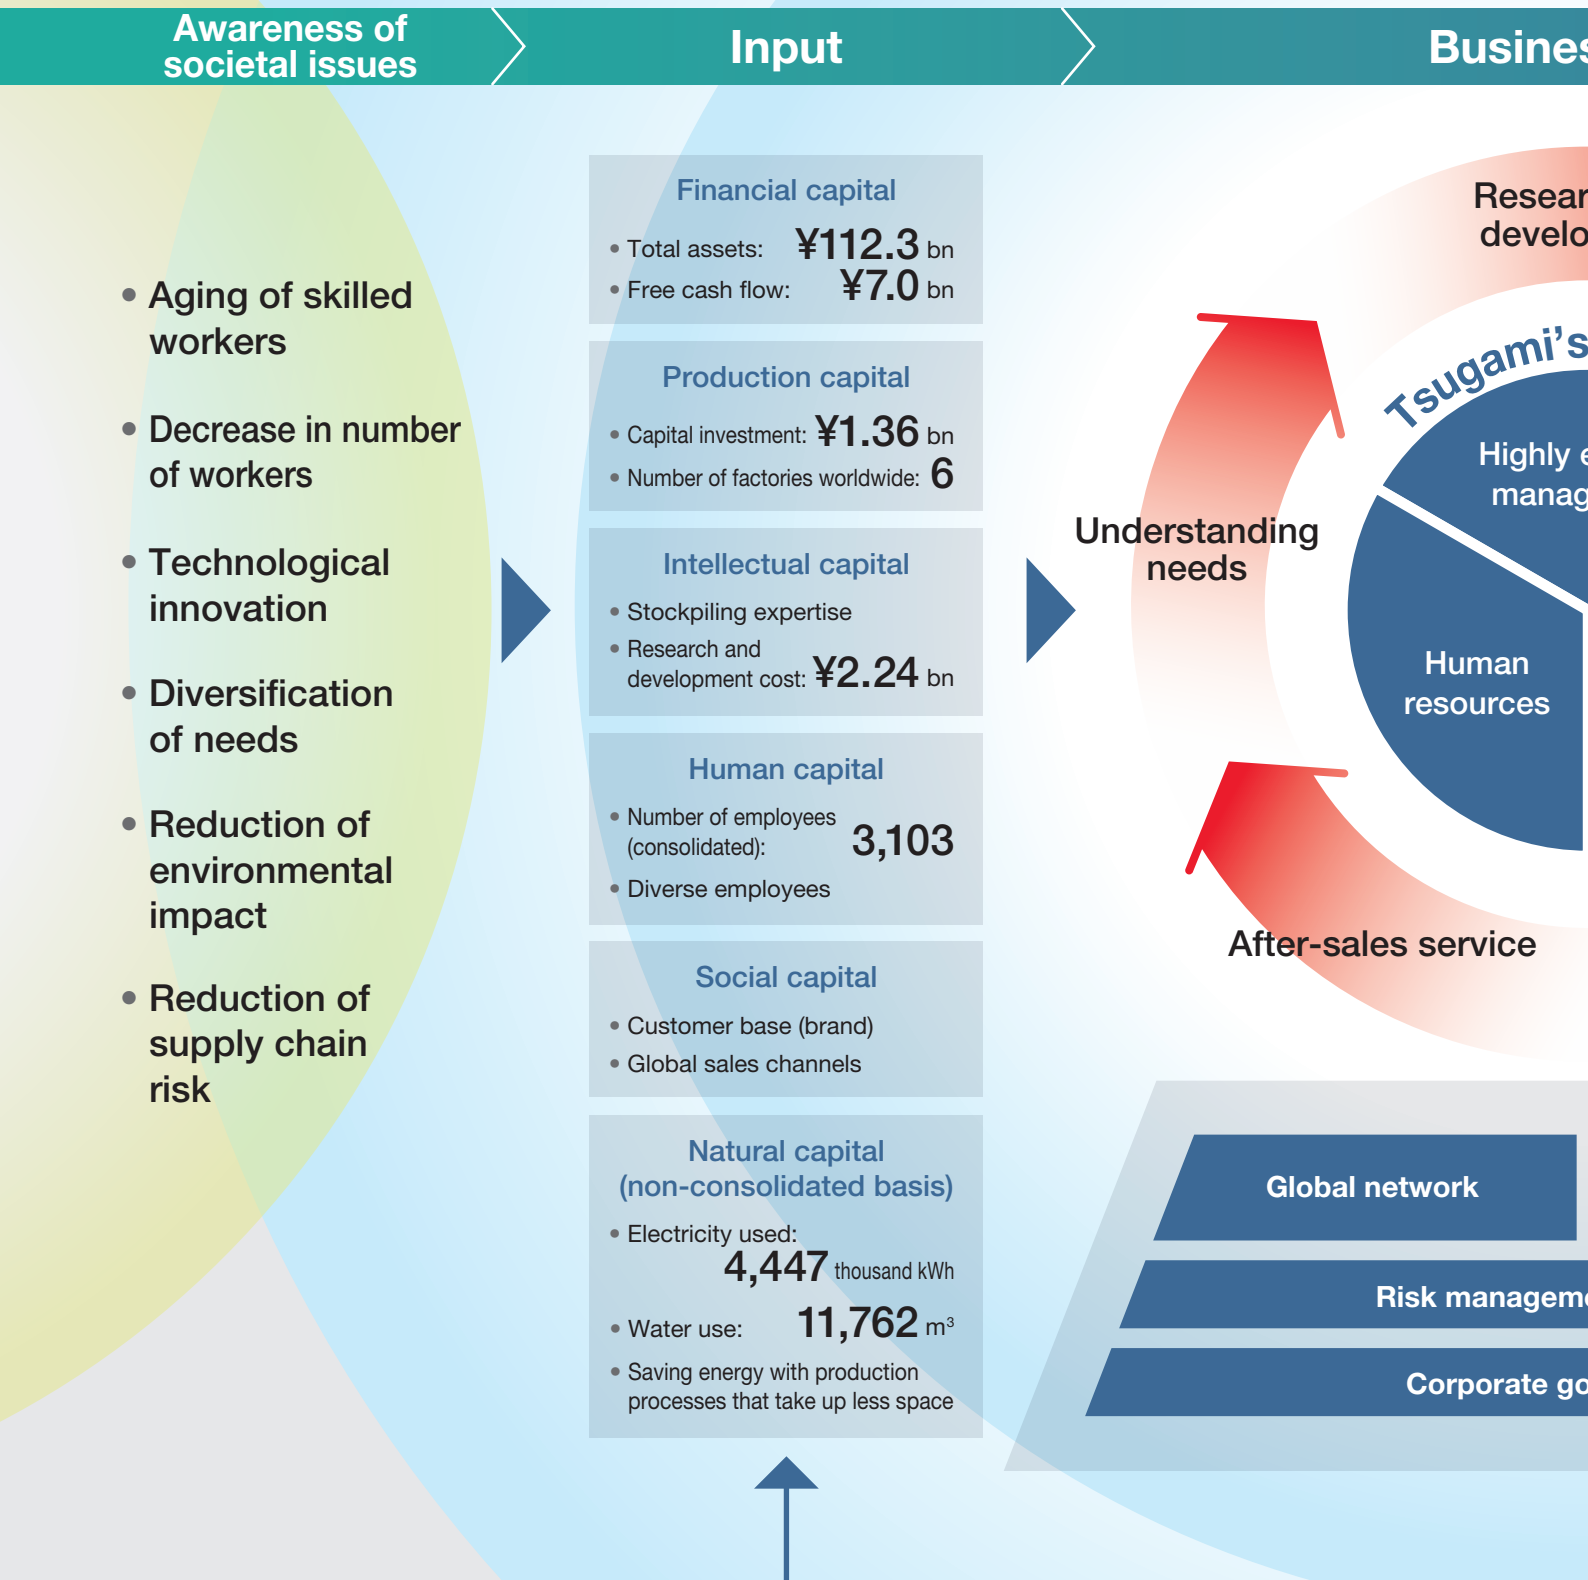 Awareness of
societal issues
Input
• Aging of skilled
workers
• Decrease in number
of workers
• Technological
innovation
• Diversification
of needs
• Reduction of
environmental
impact
• Reduction of
supply chain
risk
Financial capital
• Total assets: ¥112.3 bn
• Free cash flow: ¥7.0 bn
Production capital
• Capital investment: ¥1.36 bn
• Number of factories worldwide: 6
Intellectual capital
• Stockpiling expertise
• Research and
development cost: ¥2.24 bn
Human capital
• Number of employees
(consolidated): 3,103
• Diverse employees
Social capital
• Customer base (brand)
• Global sales channels
Natural capital
(non-consolidated basis)
• Electricity used:
4,447 thousand kWh
• Water use: 11,762 m³
• Saving energy with production
processes that take up less space
Tsugami's
Highly
Understanding
needs
Human
resources
After-sales service
Global network
Risk
Corporate